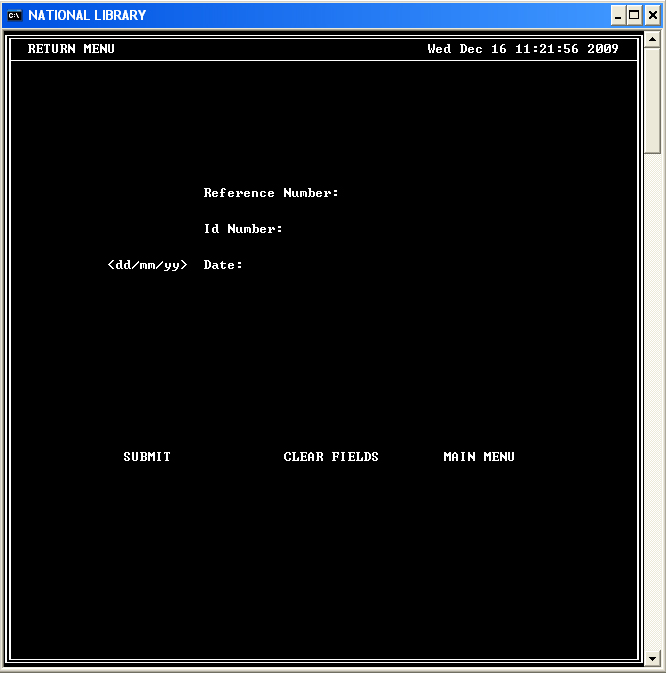 NATIONAL LIBRARY
RETURN MENU Wed Dec 16 11:21:56 2009
Reference Number:
Id Number:
<dd/mm/yy> Date:
SUBMIT CLEAR FIELDS MAIN MENU